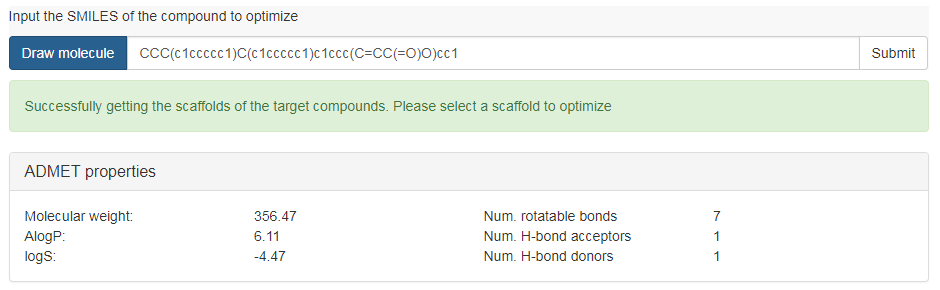 Input the SMILES of the compound to optimize
Draw molecule CCC(c1ccccc1)C(c1ccccc1)c1ccc(C=CC(=O)O)cc1 Submit
Successfully getting the scaffolds of the target compounds. Please select a scaffold to optimize
ADMET properties
Molecular weight: 356.47 Num. rotatable bonds 7
AlogP: 6.11 Num. H-bond acceptors 1
logS: -4.47 Num. H-bond donors 1